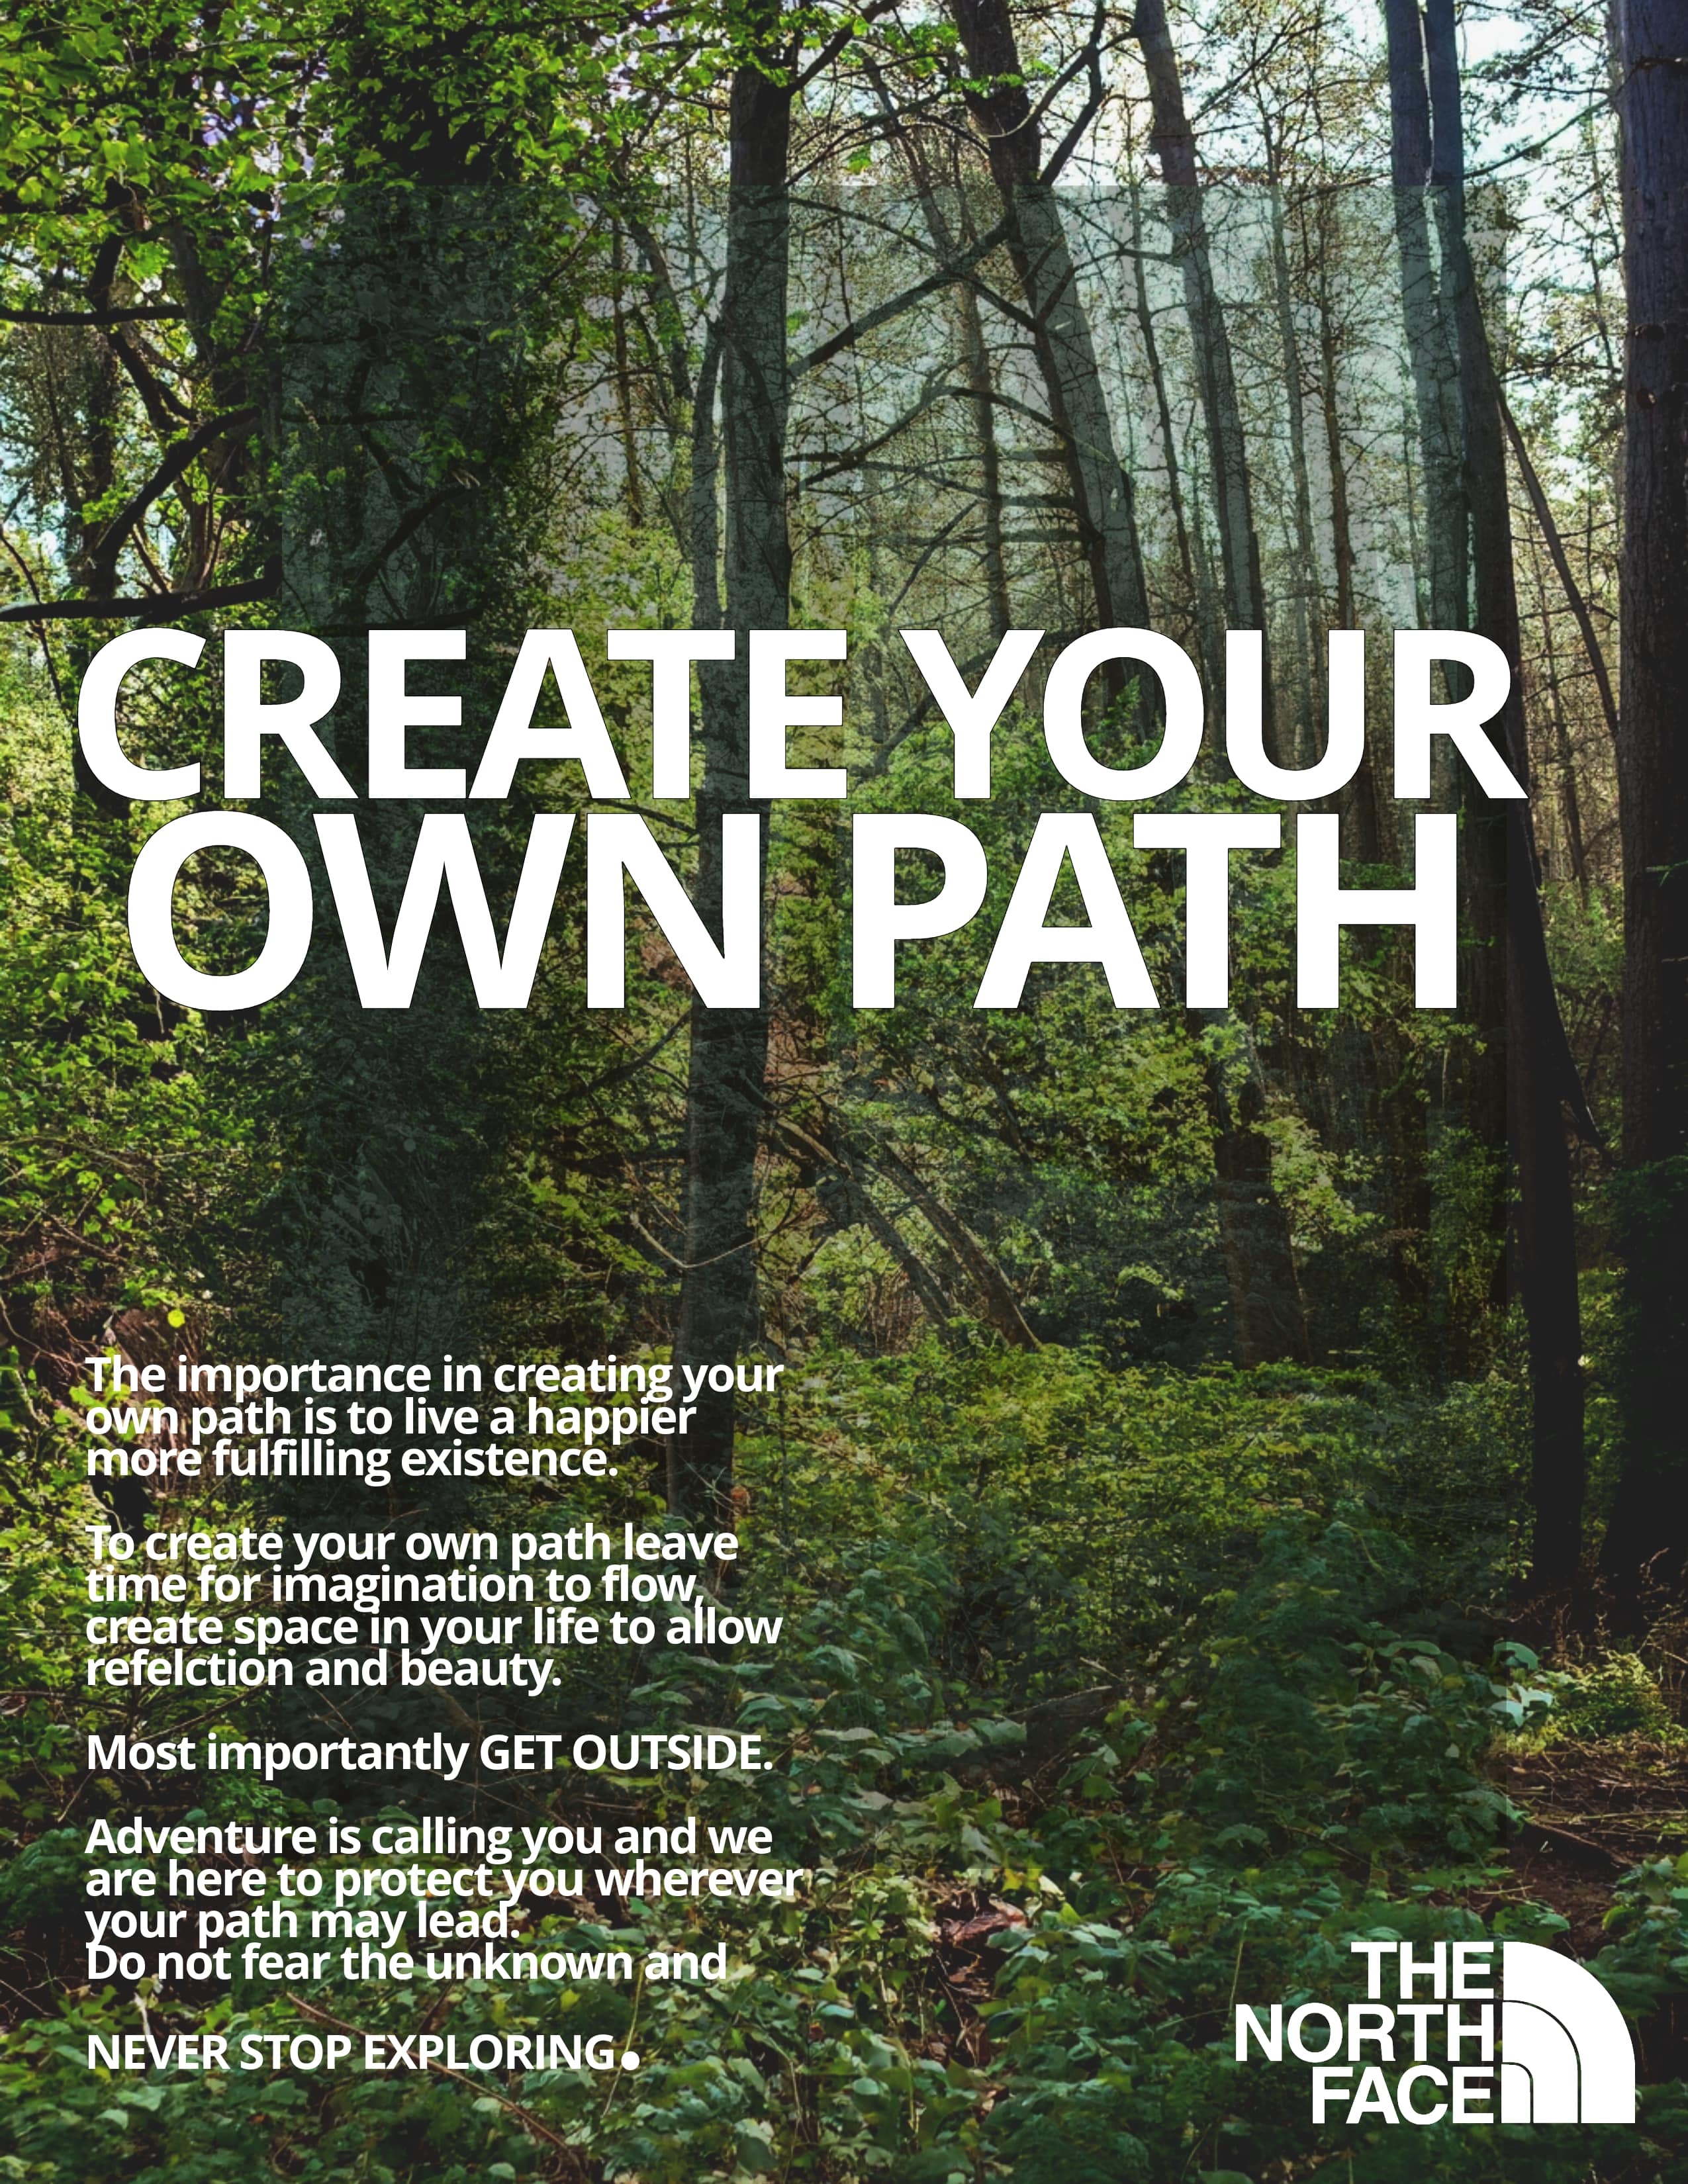 CREATE YOUR
OWN PATH
The importance in creating your
own path is to live a happier
more fulfilling existence.
To create your own path leave
time for imagination to flow,
create space in your life to allow
refelction and beauty.
Most importantly GET OUTSIDE.
Adventure is calling you and we
are here to protect you wherever
your path may lead.
Do not fear the unknown and
NEVER STOP EXPLORING.
THE
NORTH
FACE